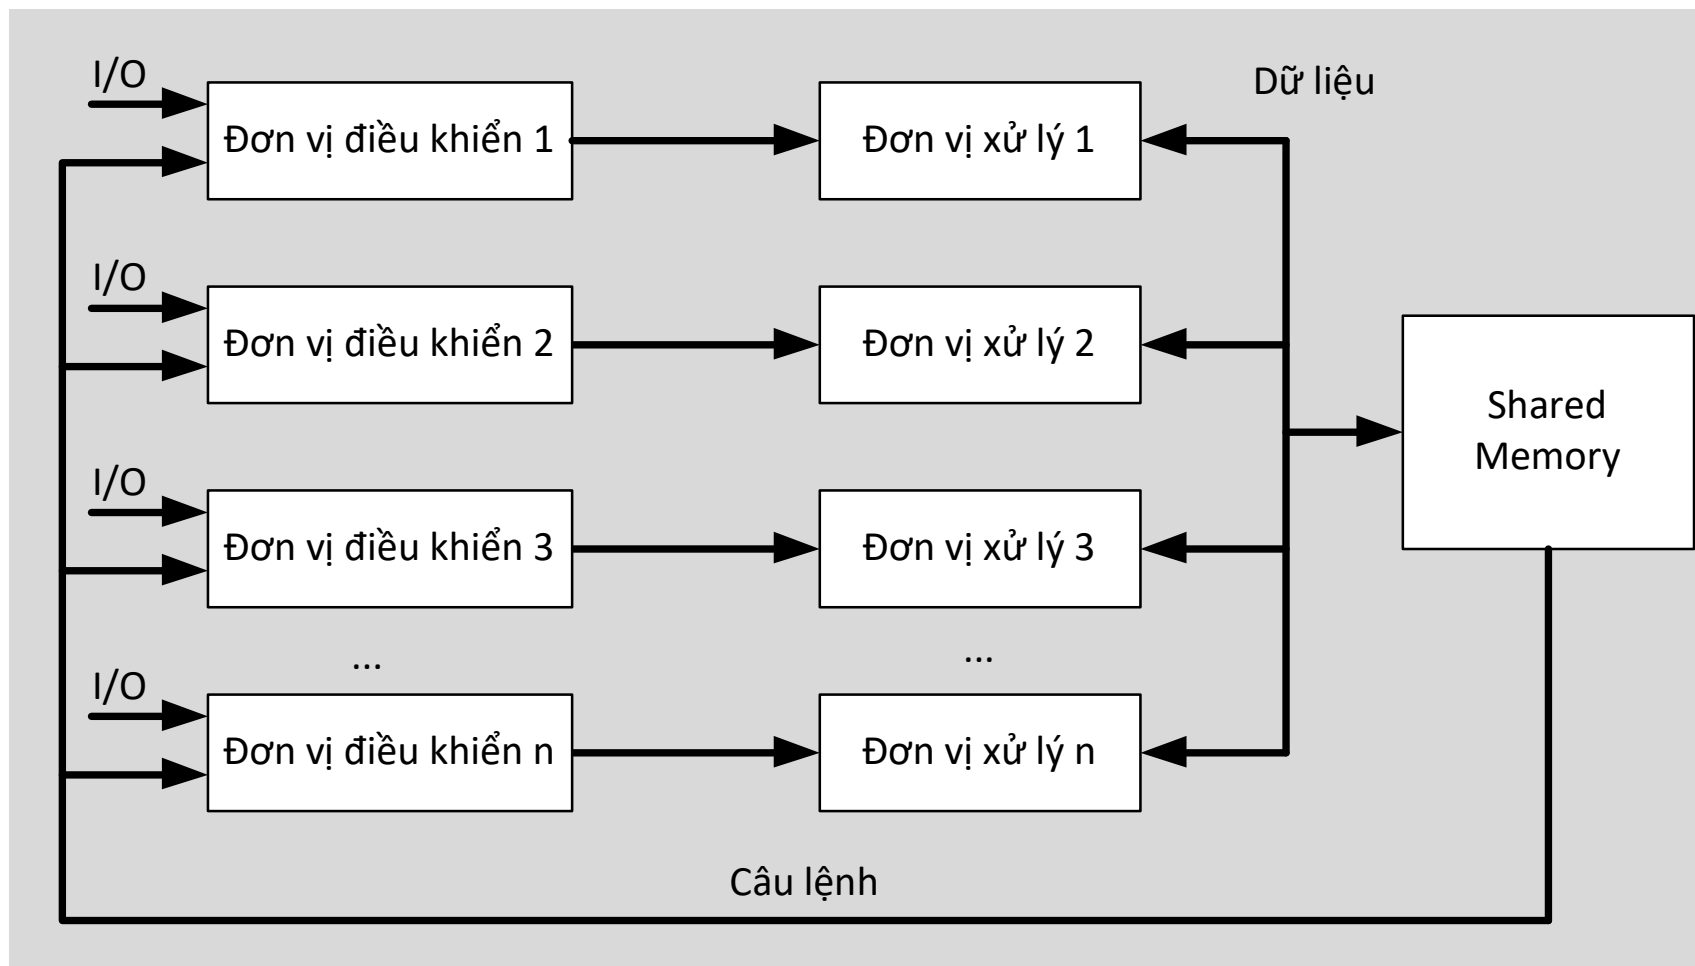 I/O
Đơn vị điều khiển 1
Đơn vị xử lý 1
Dữ liệu
I/O
Đơn vị điều khiển 2
Đơn vị xử lý 2
Shared
Memory
I/O
Đơn vị điều khiển 3
Đơn vị xử lý 3
...
...
I/O
Đơn vị điều khiển n
Đơn vị xử lý n
Câu lệnh